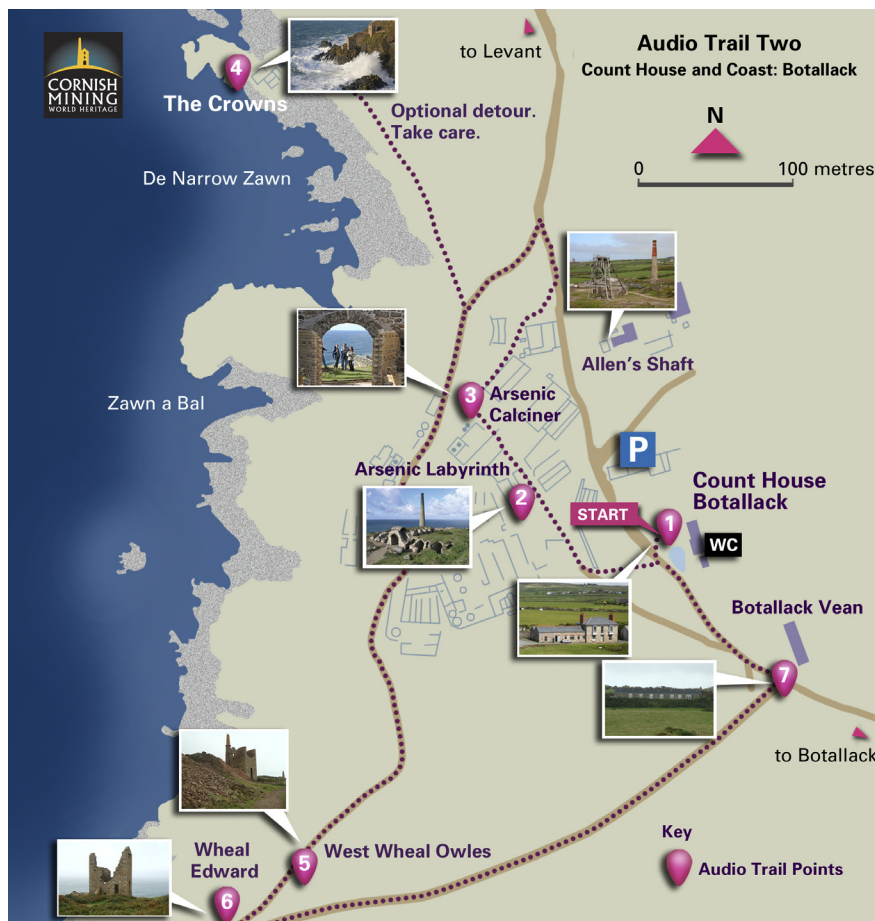 CORNISH
MINING
WORLD HERITAGE
4
The Crowns
to Levant
Audio Trail Two
Count House and Coast: Botallack
N
0
100 metres
Optional detour.
Take care.
De Narrow Zawn
Allen's Shaft
Zawn a Bal
3
Arsenic
Calciner
P
Arsenic Labyrinth
2
Count House
Botallack
START
1
WC
Botallack Vean
7
to Botallack
Wheal
Edward
6
5
West Wheal Owles
Key
Audio Trail Points